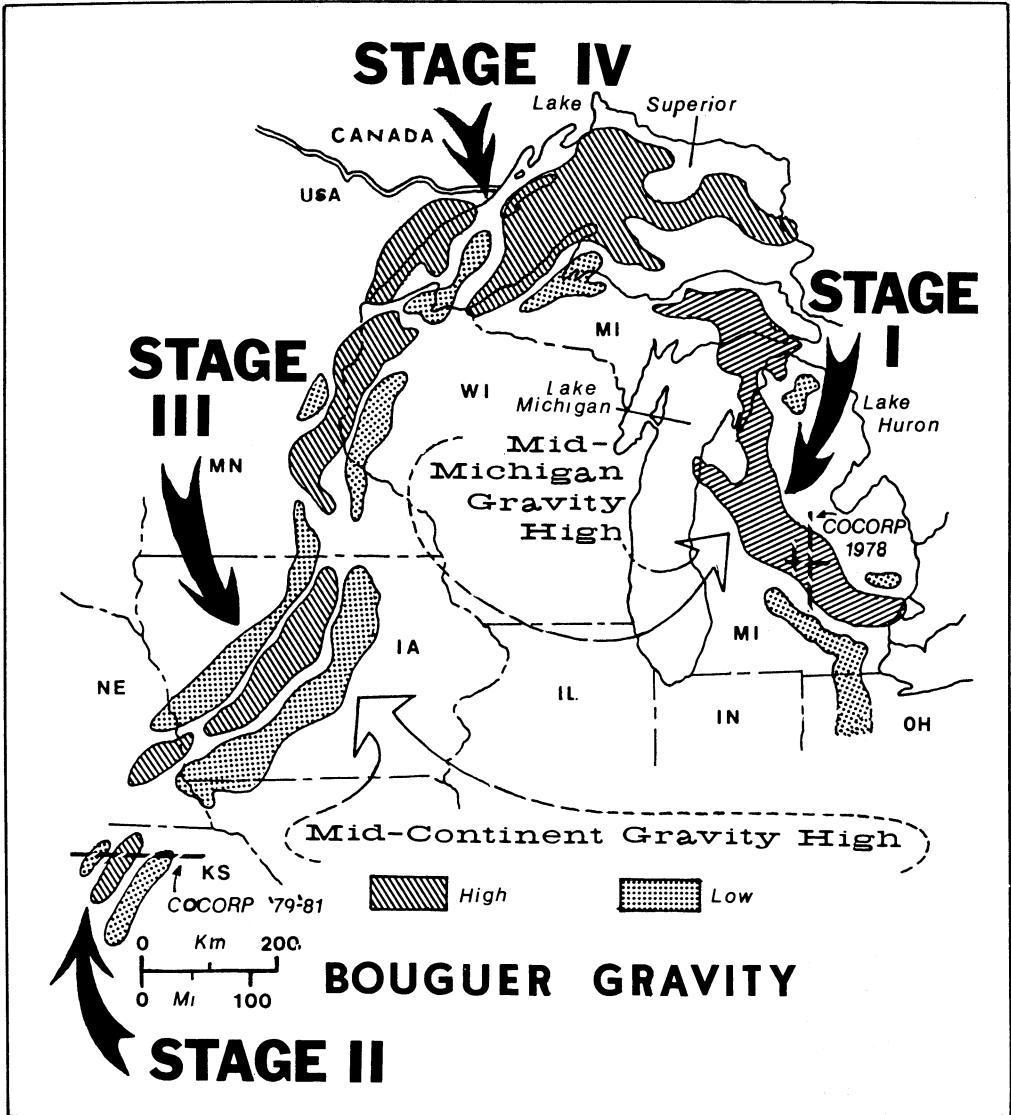 STAGE IV
Lake Superior
CANADA
USA
STAGE
I
MI
STAGE
III
WI
Lake
Michigan
Lake
Huron
Mid-
Michigan
Gravity
High
MN
COCORP
1978
MI
IA
NE
IL
IN
OH
Mid-Continent Gravity High
KS
High
Low
COCORP '79-'81
0 Km 200
0 Mi 100
BOUGUER GRAVITY
STAGE II